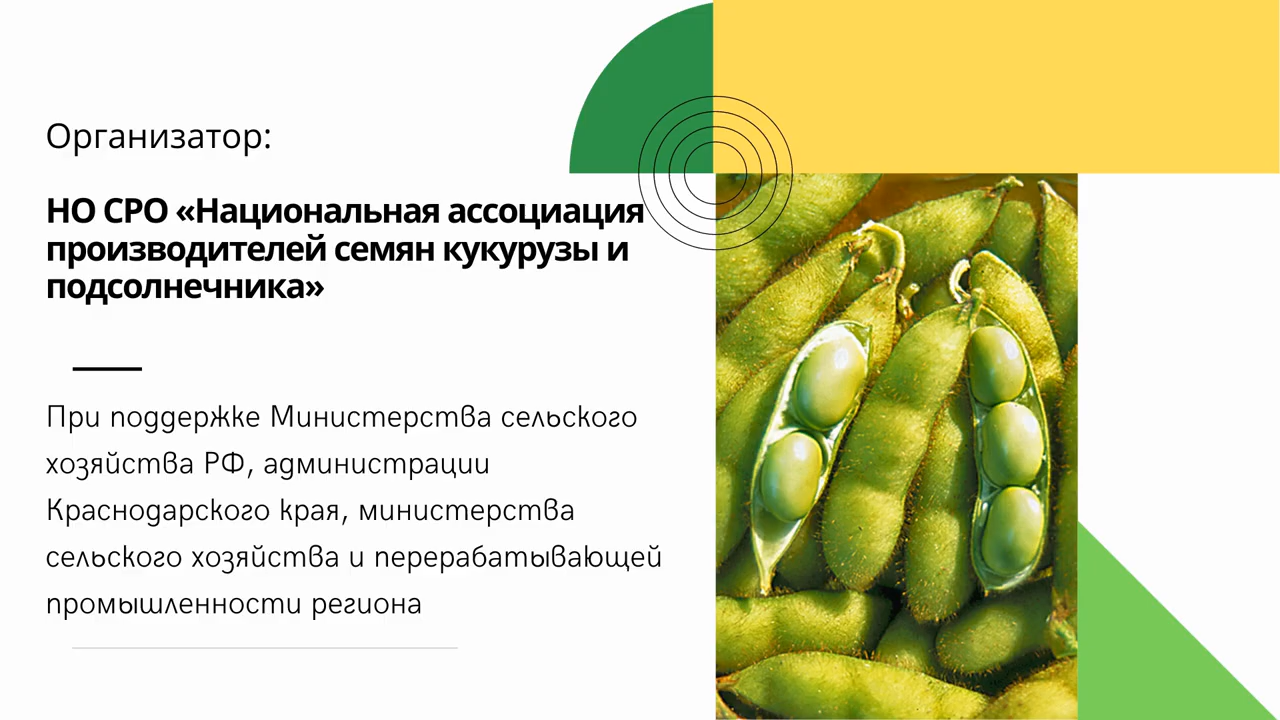 Организатор:
НО СРО «Национальная ассоциация
производителей семян кукурузы и
подсолнечника»
При поддержке Министерства сельского
хозяйства РФ, администрации
Краснодарского края, министерства
сельского хозяйства и перерабатывающей
промышленности региона